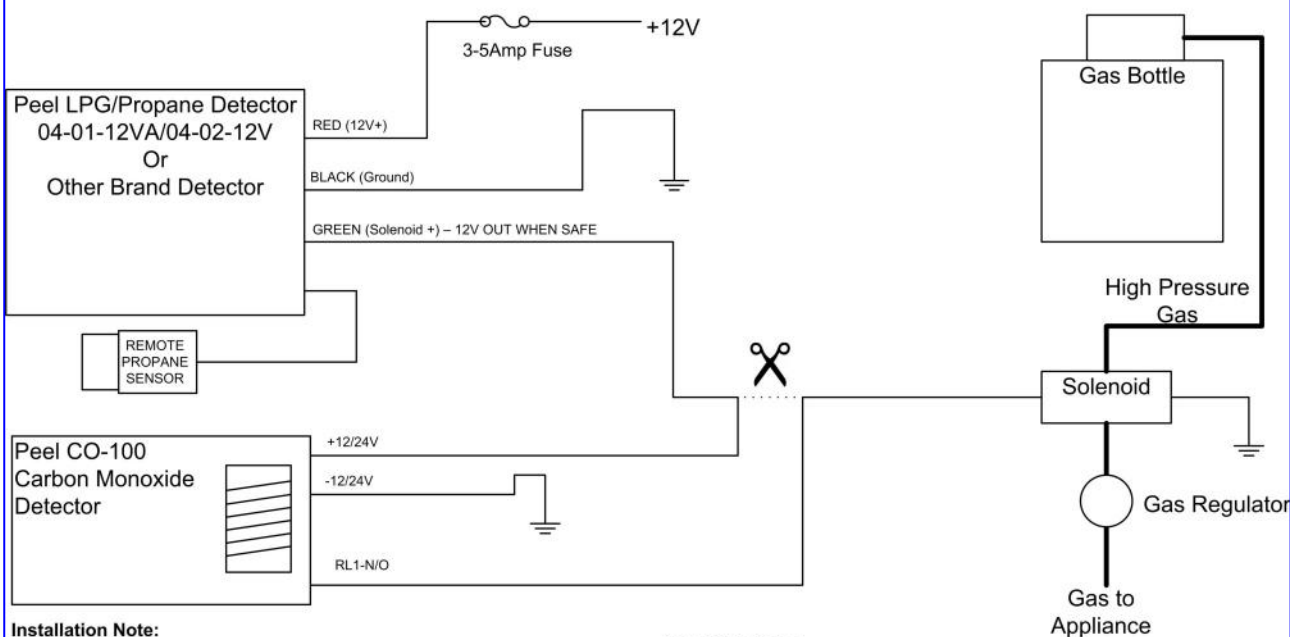 +12V
3-5Amp Fuse
Peel LPG/Propane Detector
04-01-12VA/04-02-12V
Or
Other Brand Detector
RED (12V+)
BLACK (Ground)
GREEN (Solenoid +) – 12V OUT WHEN SAFE
REMOTE
PROPANE
SENSOR
Gas Bottle
High Pressure
Gas
Solenoid
Peel CO-100
Carbon Monoxide
Detector
+12/24V
-12/24V
RL1-N/O
Gas Regulator
Gas to
Appliance
Installation Note: